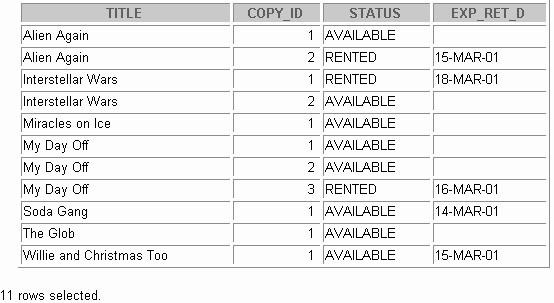 TITLE COPY_ID STATUS EXP_RET_D
Alien Again 1 AVAILABLE
Alien Again 2 RENTED 15-MAR-01
Interstellar Wars 1 RENTED 18-MAR-01
Interstellar Wars 2 AVAILABLE
Miracles on Ice 1 AVAILABLE
My Day Off 1 AVAILABLE
My Day Off 2 AVAILABLE
My Day Off 3 RENTED 16-MAR-01
Soda Gang 1 AVAILABLE 14-MAR-01
The Glob 1 AVAILABLE
Willie and Christmas Too 1 AVAILABLE 15-MAR-01
11 rows selected.